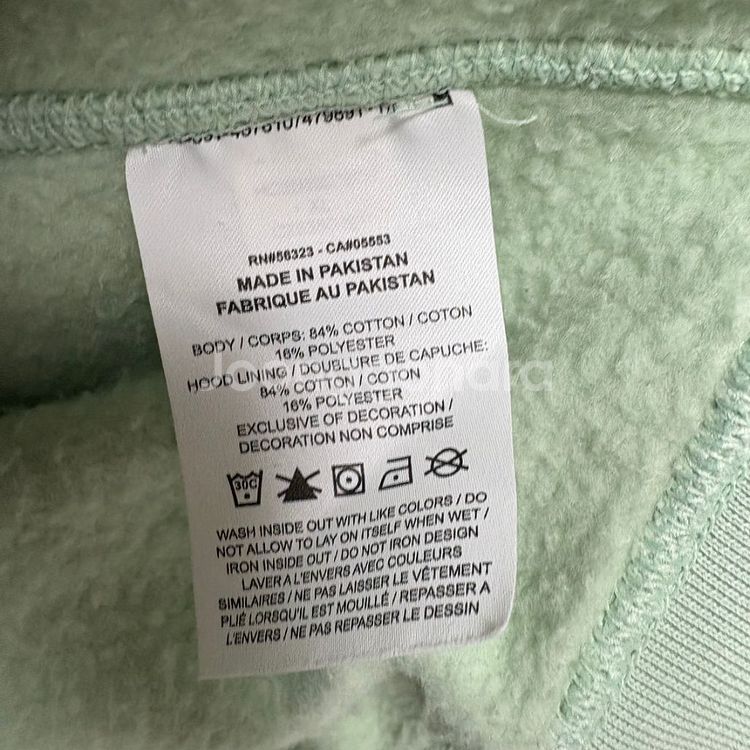 RN#56323 - CA#05553
MADE IN PAKISTAN
FABRIQUE AU PAKISTAN
BODY / CORPS: 84% COTTON / COTON
16% POLYESTER
HOOD LINING / DOUBLURE DE CAPUCHE:
84% COTTON / COTON
16% POLYESTER
EXCLUSIVE OF DECORATION /
DECORATION NON COMPRISE
30C
WASH INSIDE OUT WITH LIKE COLORS / DO
NOT ALLOW TO LAY ON ITSELF WHEN WET /
IRON INSIDE OUT / DO NOT IRON DESIGN
LAVER A L'ENVERS AVEC COULEURS
SIMILAIRES / NE PAS LAISSER LE VÊTEMENT
PLIÉ LORSQU'IL EST MOUILLÉ / REPASSER A
L'ENVERS / NE PAS REPASSER LE DESSIN